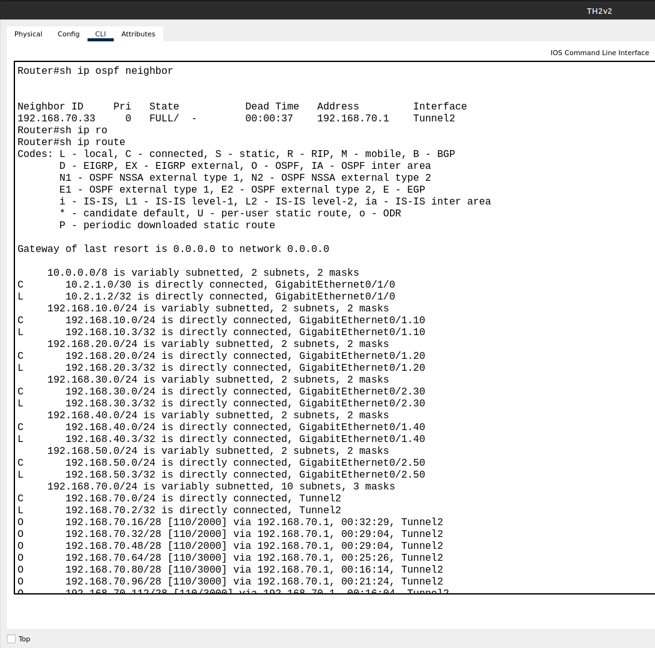 TH2v2
Physical Config CLI Attributes
IOS Command Line Interface
Router#sh ip ospf neighbor
Neighbor ID     Pri   State           Dead Time   Address         Interface
192.168.70.33     0   FULL/  -        00:00:37    192.168.70.1    Tunnel2
Router#sh ip ro
Router#sh ip route
Codes: L - local, C - connected, S - static, R - RIP, M - mobile, B - BGP
       D - EIGRP, EX - EIGRP external, O - OSPF, IA - OSPF inter area
       N1 - OSPF NSSA external type 1, N2 - OSPF NSSA external type 2
       E1 - OSPF external type 1, E2 - OSPF external type 2, E - EGP
       i - IS-IS, L1 - IS-IS level-1, L2 - IS-IS level-2, ia - IS-IS inter area
       * - candidate default, U - per-user static route, o - ODR
       P - periodic downloaded static route
Gateway of last resort is 0.0.0.0 to network 0.0.0.0
     10.0.0.0/8 is variably subnetted, 2 subnets, 2 masks
C       10.2.1.0/30 is directly connected, GigabitEthernet0/1/0
L       10.2.1.2/32 is directly connected, GigabitEthernet0/1/0
     192.168.10.0/24 is variably subnetted, 2 subnets, 2 masks
C       192.168.10.0/24 is directly connected, GigabitEthernet0/1.10
L       192.168.10.3/32 is directly connected, GigabitEthernet0/1.10
     192.168.20.0/24 is variably subnetted, 2 subnets, 2 masks
C       192.168.20.0/24 is directly connected, GigabitEthernet0/1.20
L       192.168.20.3/32 is directly connected, GigabitEthernet0/1.20
     192.168.30.0/24 is variably subnetted, 2 subnets, 2 masks
C       192.168.30.0/24 is directly connected, GigabitEthernet0/2.30
L       192.168.30.3/32 is directly connected, GigabitEthernet0/2.30
     192.168.40.0/24 is variably subnetted, 2 subnets, 2 masks
C       192.168.40.0/24 is directly connected, GigabitEthernet0/1.40
L       192.168.40.3/32 is directly connected, GigabitEthernet0/1.40
     192.168.50.0/24 is variably subnetted, 2 subnets, 2 masks
C       192.168.50.0/24 is directly connected, GigabitEthernet0/2.50
L       192.168.50.3/32 is directly connected, GigabitEthernet0/2.50
     192.168.70.0/24 is variably subnetted, 10 subnets, 3 masks
C       192.168.70.0/24 is directly connected, Tunnel2
L       192.168.70.2/32 is directly connected, Tunnel2
O       192.168.70.16/28 [110/2000] via 192.168.70.1, 00:32:29, Tunnel2
O       192.168.70.32/28 [110/2000] via 192.168.70.1, 00:29:04, Tunnel2
O       192.168.70.48/28 [110/2000] via 192.168.70.1, 00:29:04, Tunnel2
O       192.168.70.64/28 [110/3000] via 192.168.70.1, 00:25:26, Tunnel2
O       192.168.70.80/28 [110/3000] via 192.168.70.1, 00:16:14, Tunnel2
O       192.168.70.96/28 [110/3000] via 192.168.70.1, 00:21:24, Tunnel2
O       192.168.70.112/28 [110/3000] via 192.168.70.1, 00:16:04, Tunnel2
Top